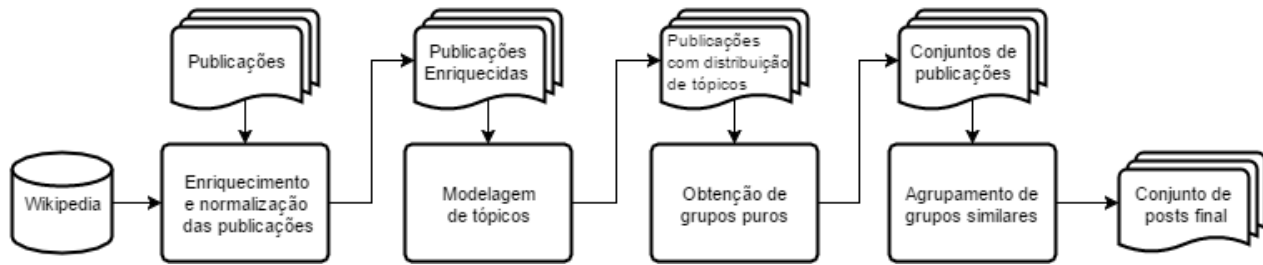 Publicações
Publicações
Enriquecidas
Publicações
com distribuição
de tópicos
Conjuntos de
publicações
Wikipedia
Enriquecimento
e normalização
das publicações
Modelagem
de tópicos
Obtenção de
grupos puros
Agrupamento de
grupos similares
Conjunto de
posts final